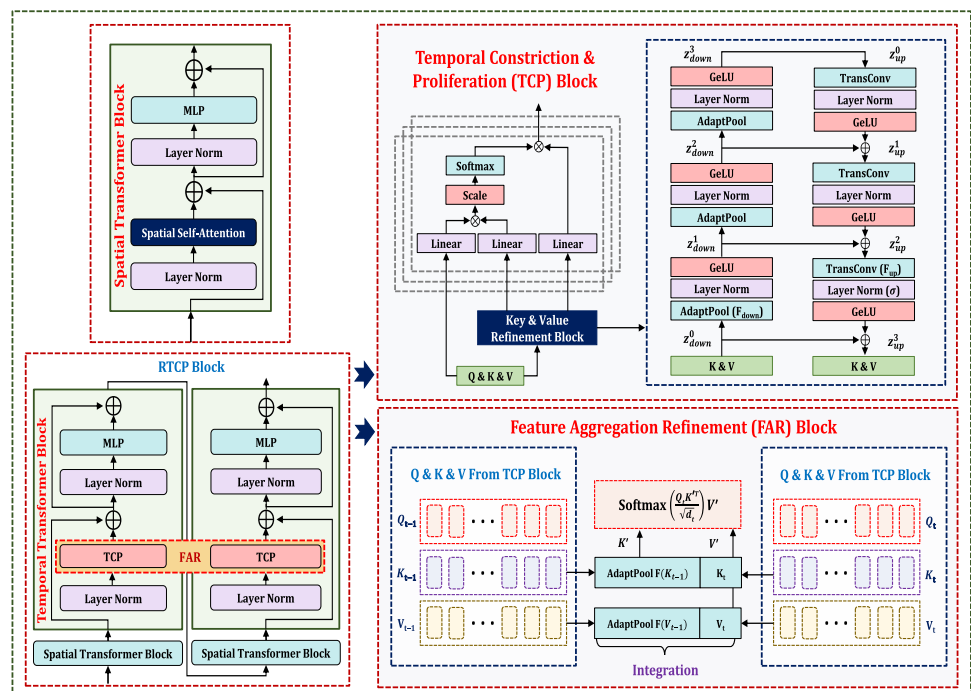 Spatial Transformer Block
MLP
Layer Norm
Spatial Self-Attention
Layer Norm
RTCP Block
Temporal Transformer Block
MLP
Layer Norm
TCP
Layer Norm
Spatial Transformer Block
FAR
MLP
Layer Norm
TCP
Layer Norm
Spatial Transformer Block
Temporal Constriction &
Proliferation (TCP) Block
Softmax
Scale
Linear
Linear
Linear
Key & Value
Refinement Block
Q & K & V
z³down
GeLU
Layer Norm
AdaptPool
z²down
GeLU
Layer Norm
AdaptPool
z¹down
GeLU
Layer Norm
AdaptPool (Fdown)
z⁰down
K & V
z⁰up
TransConv
Layer Norm
GeLU
z¹up
TransConv
Layer Norm
GeLU
z²up
TransConv (Fup)
Layer Norm (σ)
GeLU
z³up
K & V
Feature Aggregation Refinement (FAR) Block
Q & K & V From TCP Block
Qt−1
Kt−1
Vt−1
Softmax (QtK′ᵀ/√dt) V′
K′
V′
AdaptPool F(Kt−1)
Kt
AdaptPool F(Vt−1)
Vt
Integration
Q & K & V From TCP Block
Qt
Kt
Vt